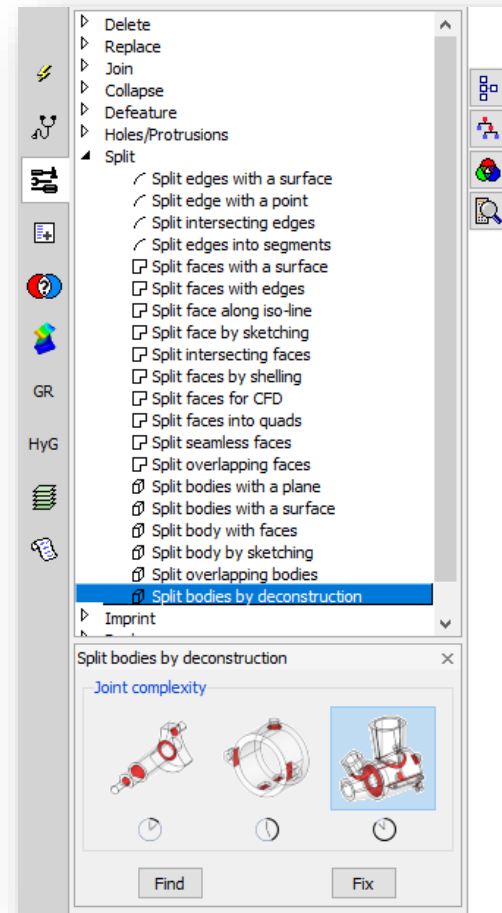 Delete
Replace
Join
Collapse
Defeature
Holes/Protrusions
Split
Split edges with a surface
Split edge with a point
Split intersecting edges
Split edges into segments
Split faces with a surface
Split faces with edges
Split face along iso-line
Split face by sketching
Split intersecting faces
Split faces by shelling
Split faces for CFD
Split faces into quads
Split seamless faces
Split overlapping faces
Split bodies with a plane
Split bodies with a surface
Split body with faces
Split body by sketching
Split overlapping bodies
Split bodies by deconstruction
Imprint
GR
HyG
Split bodies by deconstruction
Joint complexity
Find
Fix